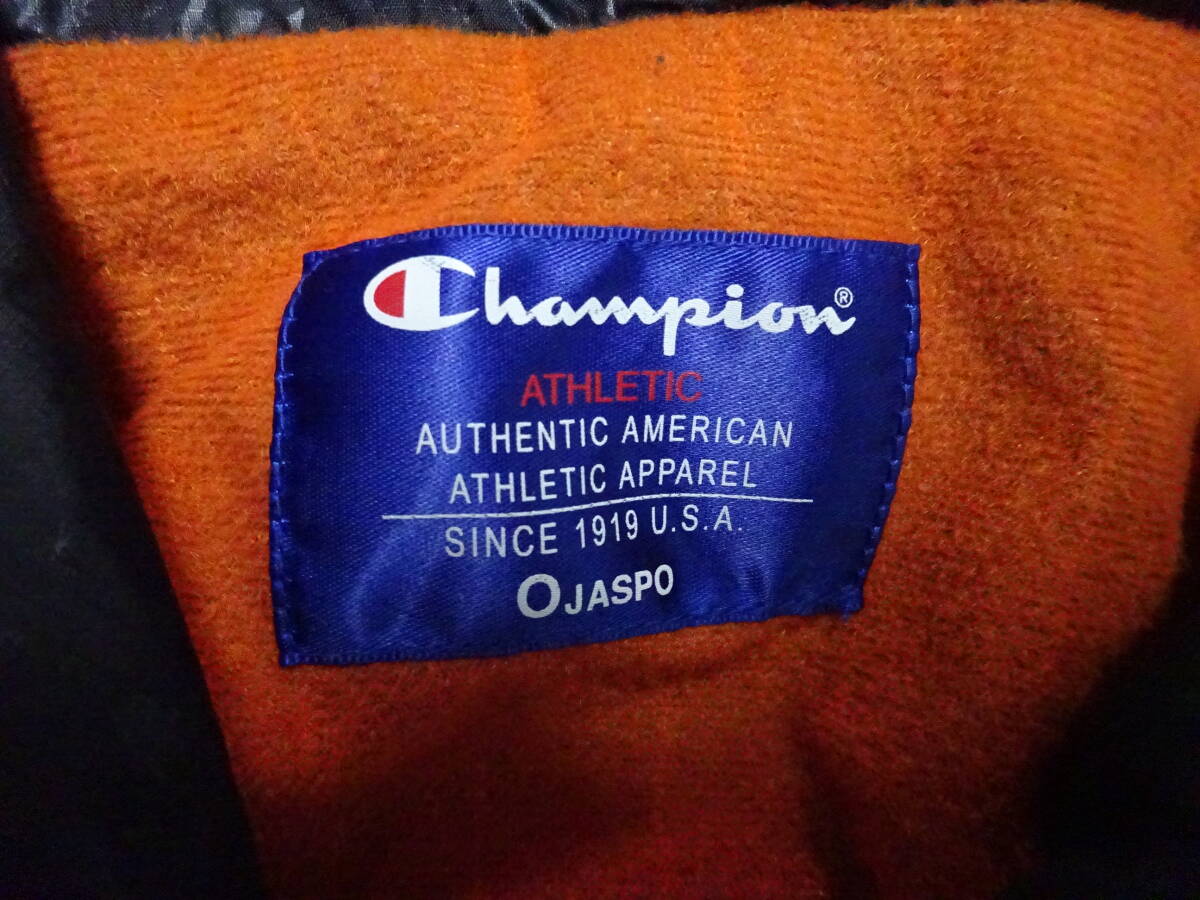 Champion®
ATHLETIC
AUTHENTIC AMERICAN
ATHLETIC APPAREL
SINCE 1919 U.S.A.
O JASPO